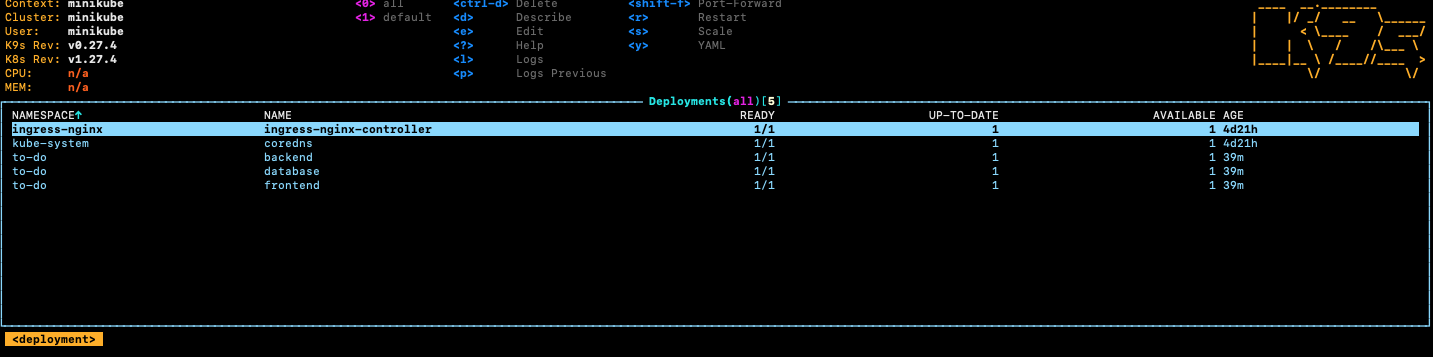 Context: minikube <0> all <ctrl-d> Delete <shift-f> Port-Forward
Cluster: minikube <1> default <d> Describe <r> Restart
User: minikube <e> Edit <s> Scale
K9s Rev: v0.27.4 <?> Help <y> YAML
K8s Rev: v1.27.4 <l> Logs
CPU: n/a <p> Logs Previous
MEM: n/a
K9s
Deployments(all)[5]
NAMESPACE↑ NAME READY UP-TO-DATE AVAILABLE AGE
ingress-nginx ingress-nginx-controller 1/1 1 1 4d21h
kube-system coredns 1/1 1 1 4d21h
to-do backend 1/1 1 1 39m
to-do database 1/1 1 1 39m
to-do frontend 1/1 1 1 39m
<deployment>